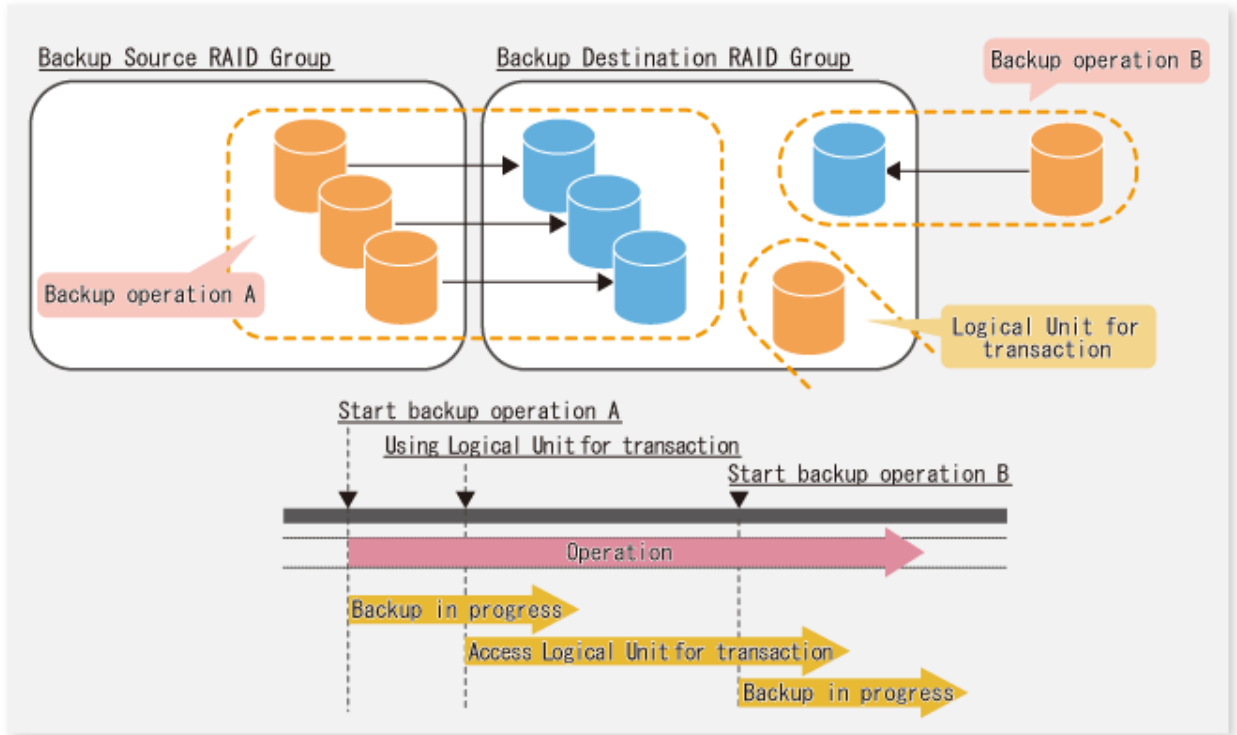 Backup Source RAID Group
Backup Destination RAID Group
Backup operation B
Backup operation A
Logical Unit for
transaction
Start backup operation A
Using Logical Unit for transaction
Start backup operation B
Operation
Backup in progress
Access Logical Unit for transaction
Backup in progress